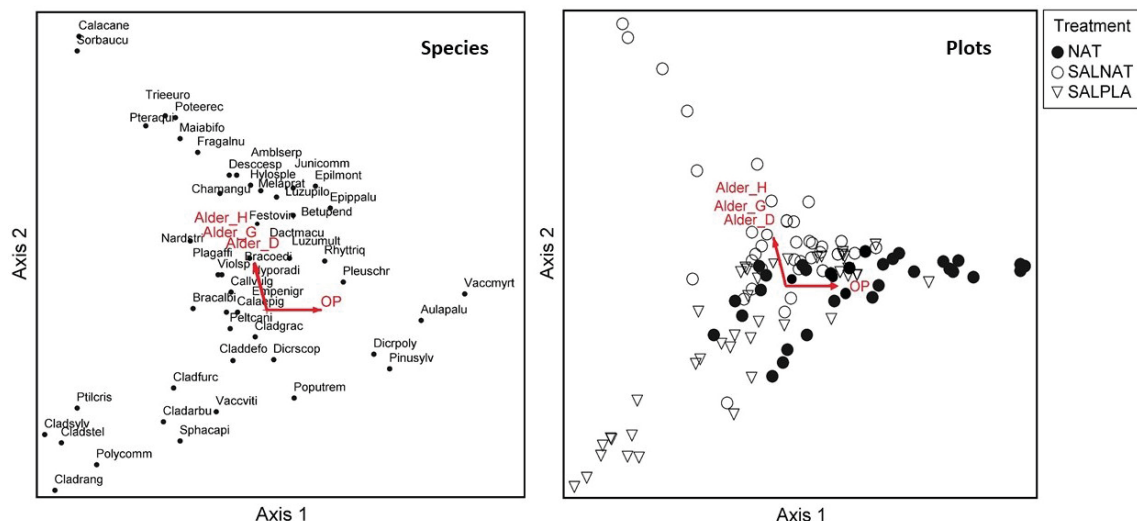 Species
Calacane
Sorbaucu
Trieeuro
Poteerec
Pteraqui
Maiabifo
Fragalnu
Amblserp
Desccesp
Junicomm
Hylosple
Epilmont
Melaprat
Chamangu
Luzupilo
Epippalu
Betupend
Alder_H
Festovin
Alder_G
Dactmacu
Nardstri
Alder_D
Luzumult
Plagaffi
Bracoedi
Rhyttriq
Violsp
Hyporadi
Pleuschr
Callvulg
Empenigr
Vaccmyrt
Bracalbi
Calaepig
OP
Peltcani
Aulapalu
Cladgrac
Claddefo
Dicrscop
Dicrpoly
Pinusylv
Cladfurc
Poputrem
Ptilcris
Cladarbu
Vaccviti
Cladsylv
Cladstel
Sphacapi
Polycomm
Cladrang
Axis 2
Axis 1
Plots
Alder_H
Alder_G
Alder_D
OP
Axis 2
Axis 1
Treatment
NAT
SALNAT
SALPLA